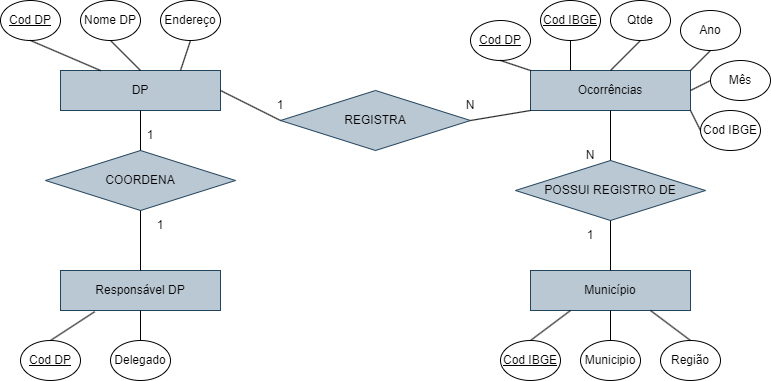 Cod DP
Nome DP
Endereço
Cod DP
Cod IBGE
Qtde
Ano
Mês
Cod IBGE
DP
1
REGISTRA
N
Ocorrências
1
COORDENA
1
N
POSSUI REGISTRO DE
1
Responsável DP
Município
Cod DP
Delegado
Cod IBGE
Municipio
Região